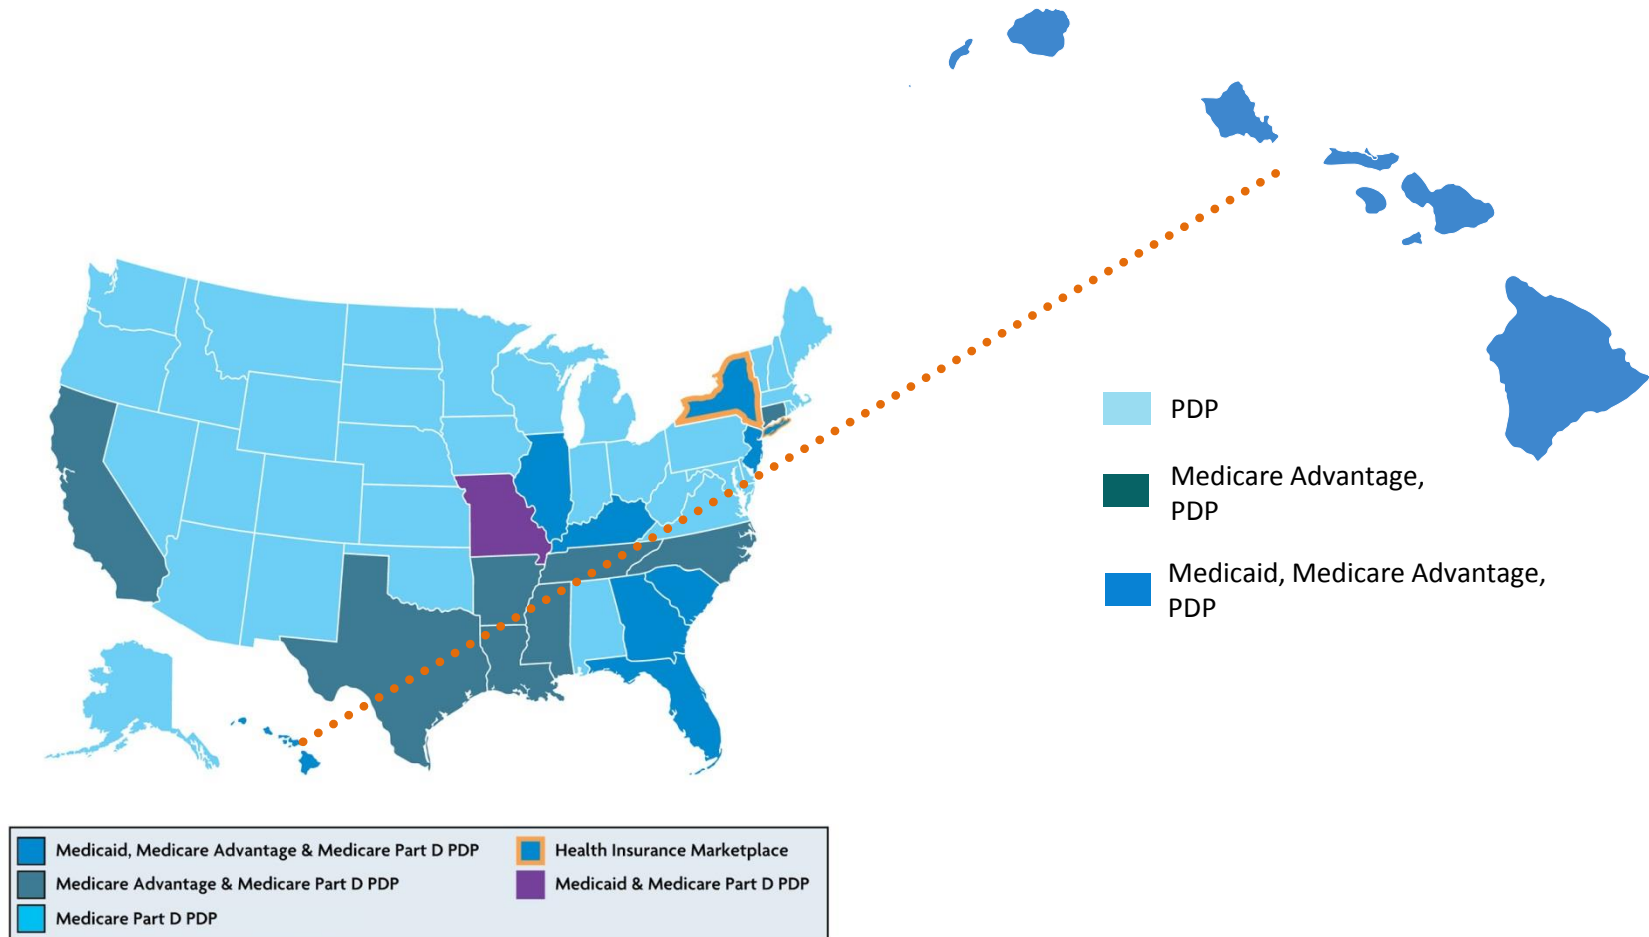 PDP
Medicare Advantage,
PDP
Medicaid, Medicare Advantage,
PDP
Medicaid, Medicare Advantage & Medicare Part D PDP
Medicare Advantage & Medicare Part D PDP
Medicare Part D PDP
Health Insurance Marketplace
Medicaid & Medicare Part D PDP